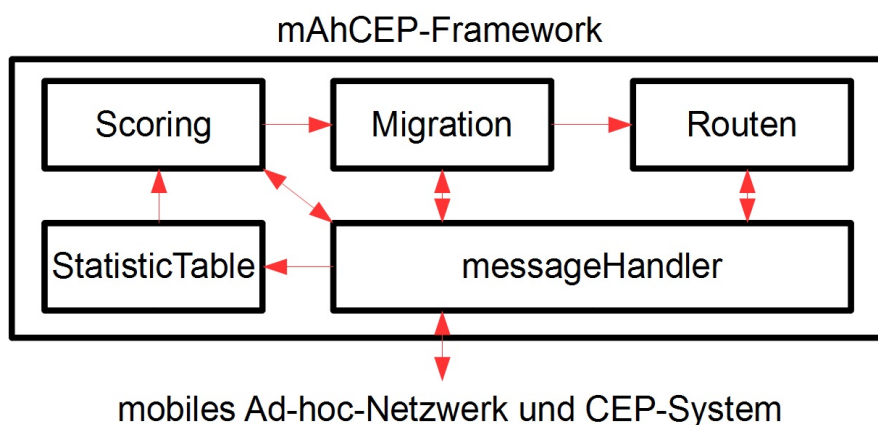 mAhCEP-Framework
Scoring
Migration
Routen
StatisticTable
messageHandler
mobiles Ad-hoc-Netzwerk und CEP-System